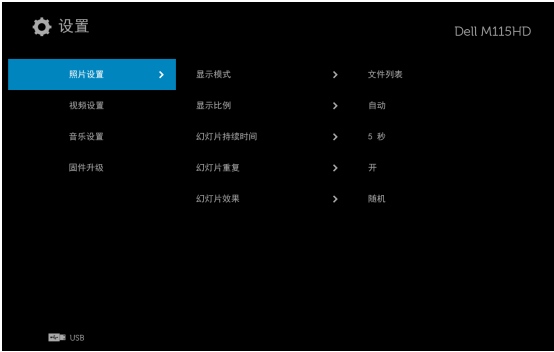 设置
Dell M115HD
照片设置 显示模式 文件列表
视频设置 显示比例 自动
音乐设置 幻灯片持续时间 5 秒
固件升级 幻灯片重复 开
幻灯片效果 随机
USB